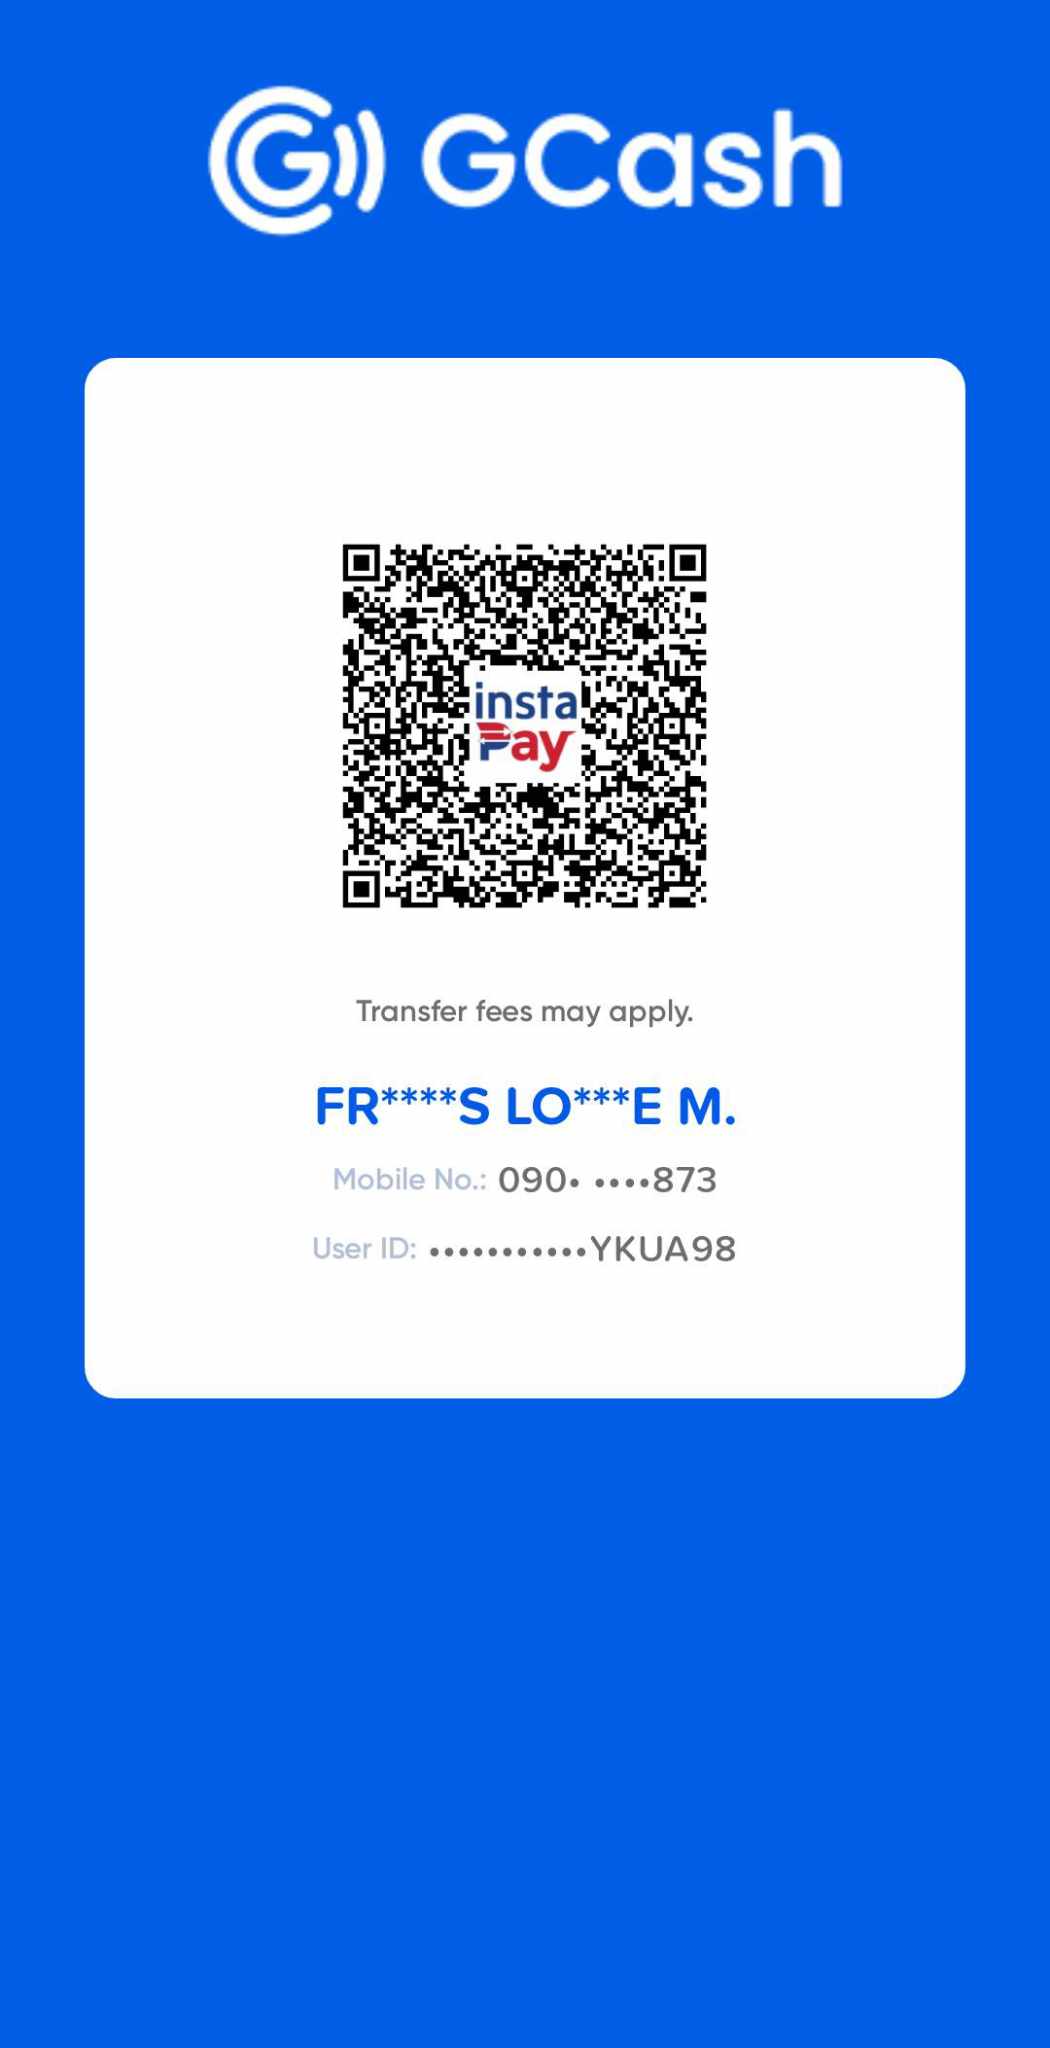 GCash
insta
Pay
Transfer fees may apply.
FR****S LO***E M.
Mobile No.: 090• ••••873
User ID: •••••••••••YKUA98